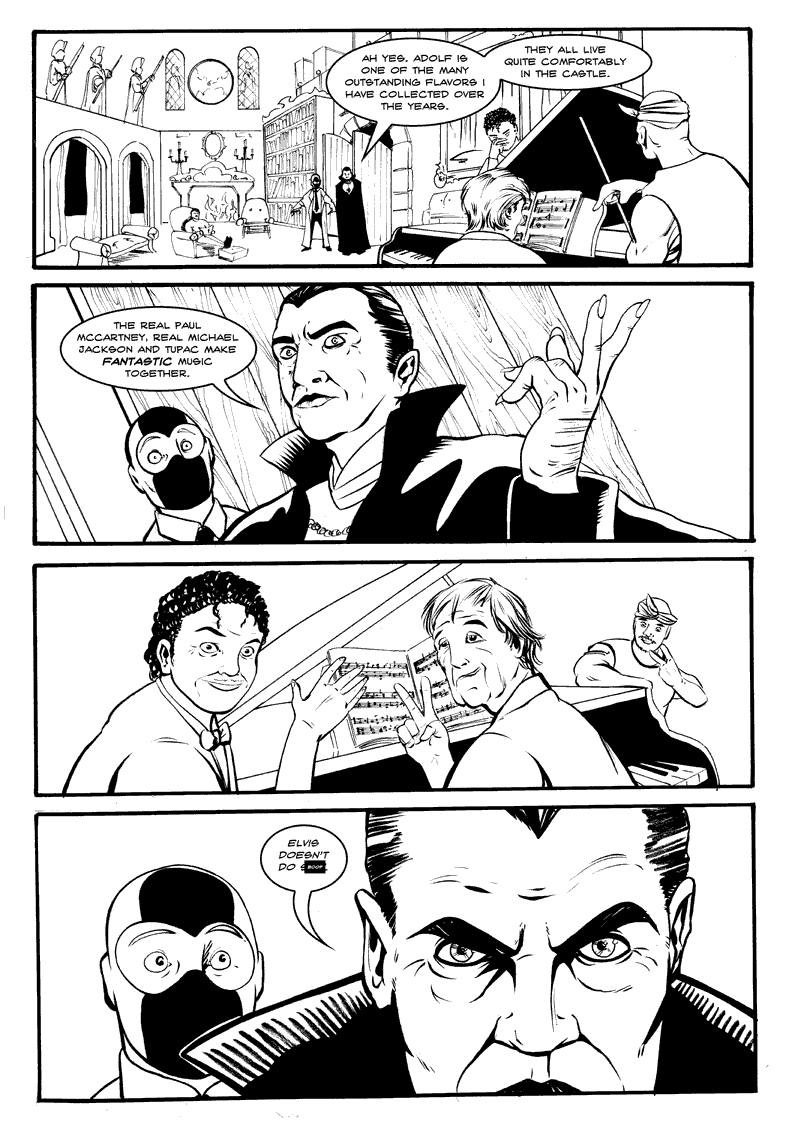 AH YES. ADOLF IS
ONE OF THE MANY
OUTSTANDING FLAVORS I
HAVE COLLECTED OVER
THE YEARS.
THEY ALL LIVE
QUITE COMFORTABLY
IN THE CASTLE.
THE REAL PAUL
MCCARTNEY, REAL MICHAEL
JACKSON AND TUPAC MAKE
FANTASTIC MUSIC
TOGETHER.
ELVIS
DOESN'T
DO